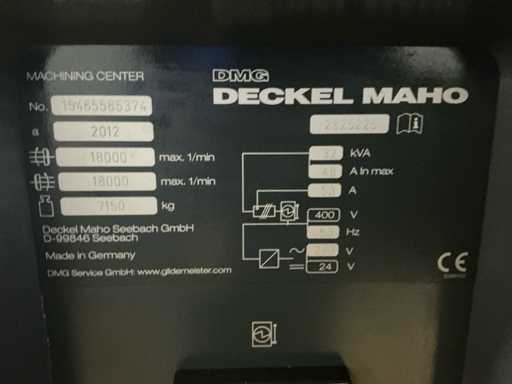 MACHINING CENTER
DMG
DECKEL MAHO
No. 19465585374
a 2012
18000 max. 1/min
18000 max. 1/min
7150 kg
Deckel Maho Seebach GmbH
D-99846 Seebach
Made in Germany
DMG Service GmbH: www.gildemeister.com
kVA
A In max
A
400 V
Hz
V
24 V
CE